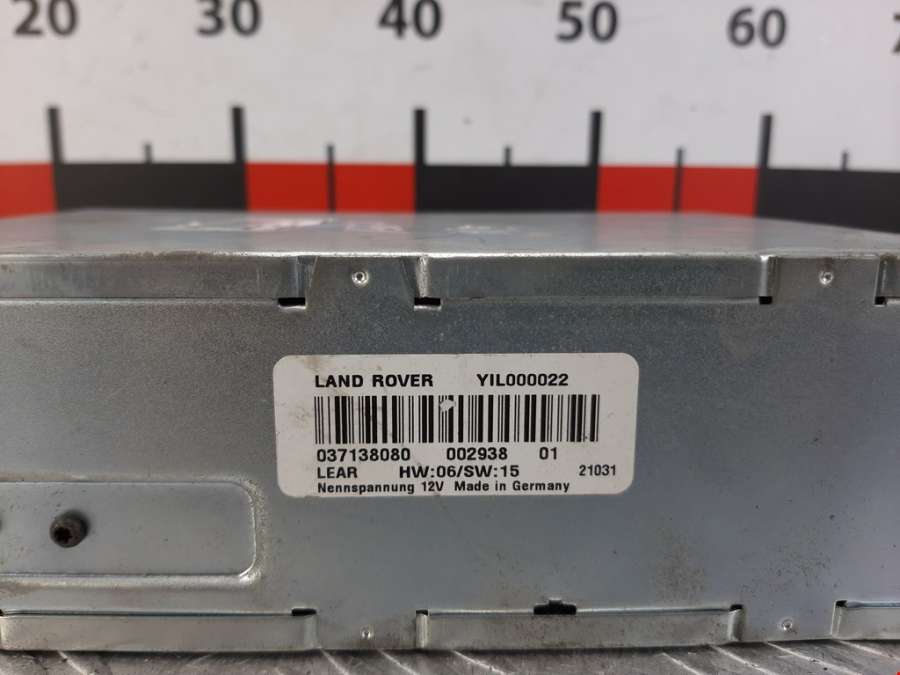 20 30 40 50 60
LAND ROVER YIL000022
037138080 002938 01
LEAR HW:06/SW:15 21031
Nennspannung 12V Made in Germany